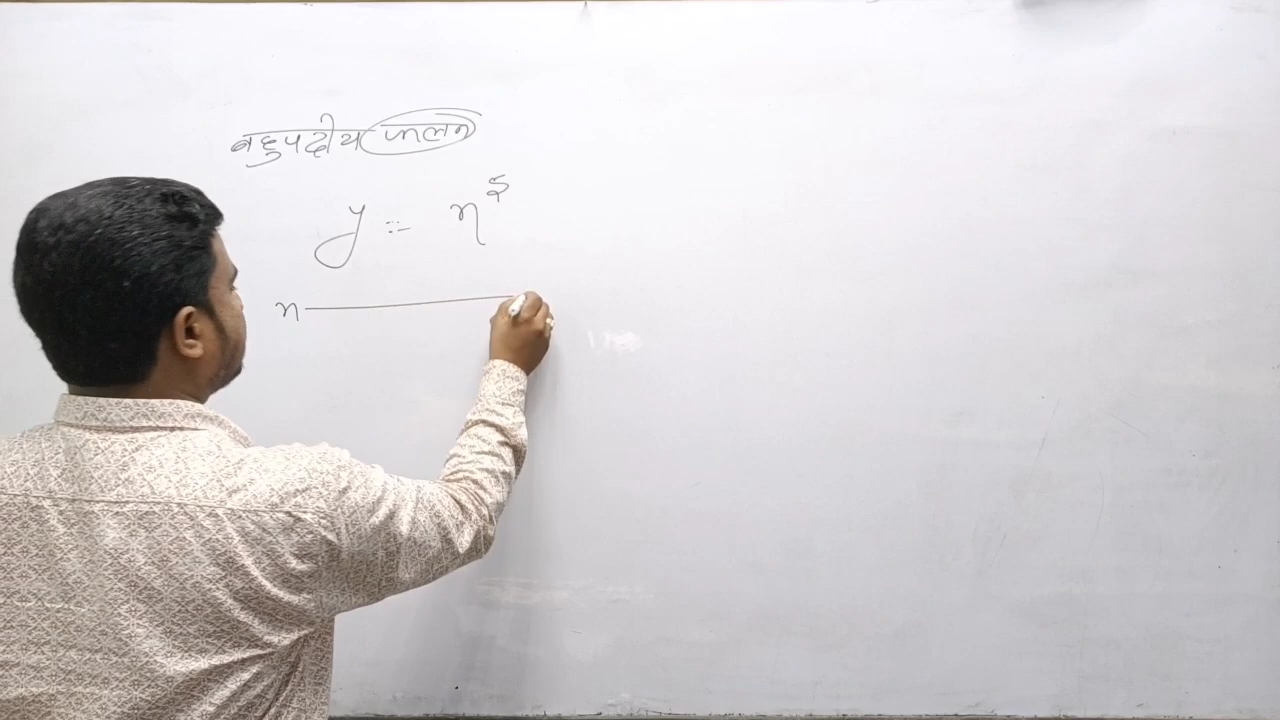 बहुपदीय फलन
y = x⁵
x